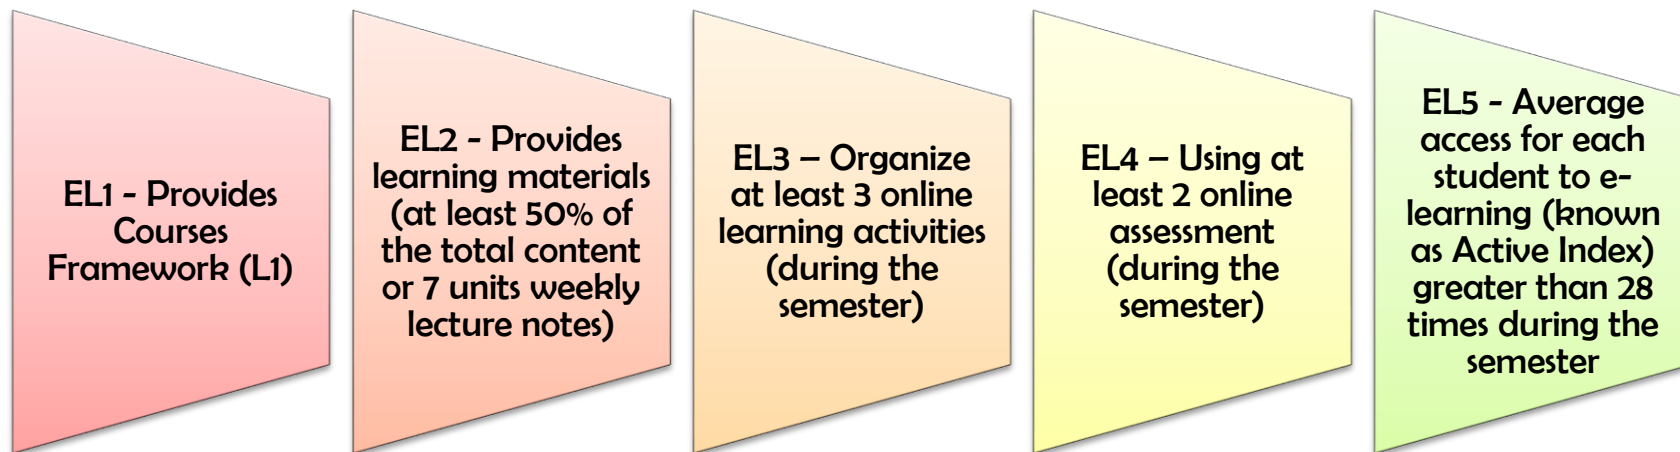 EL1 - Provides
Courses
Framework (L1)
EL2 - Provides
learning materials
(at least 50% of
the total content
or 7 units weekly
lecture notes)
EL3 – Organize
at least 3 online
learning activities
(during the
semester)
EL4 – Using at
least 2 online
assessment
(during the
semester)
EL5 - Average
access for each
student to e-
learning (known
as Active Index)
greater than 28
times during the
semester